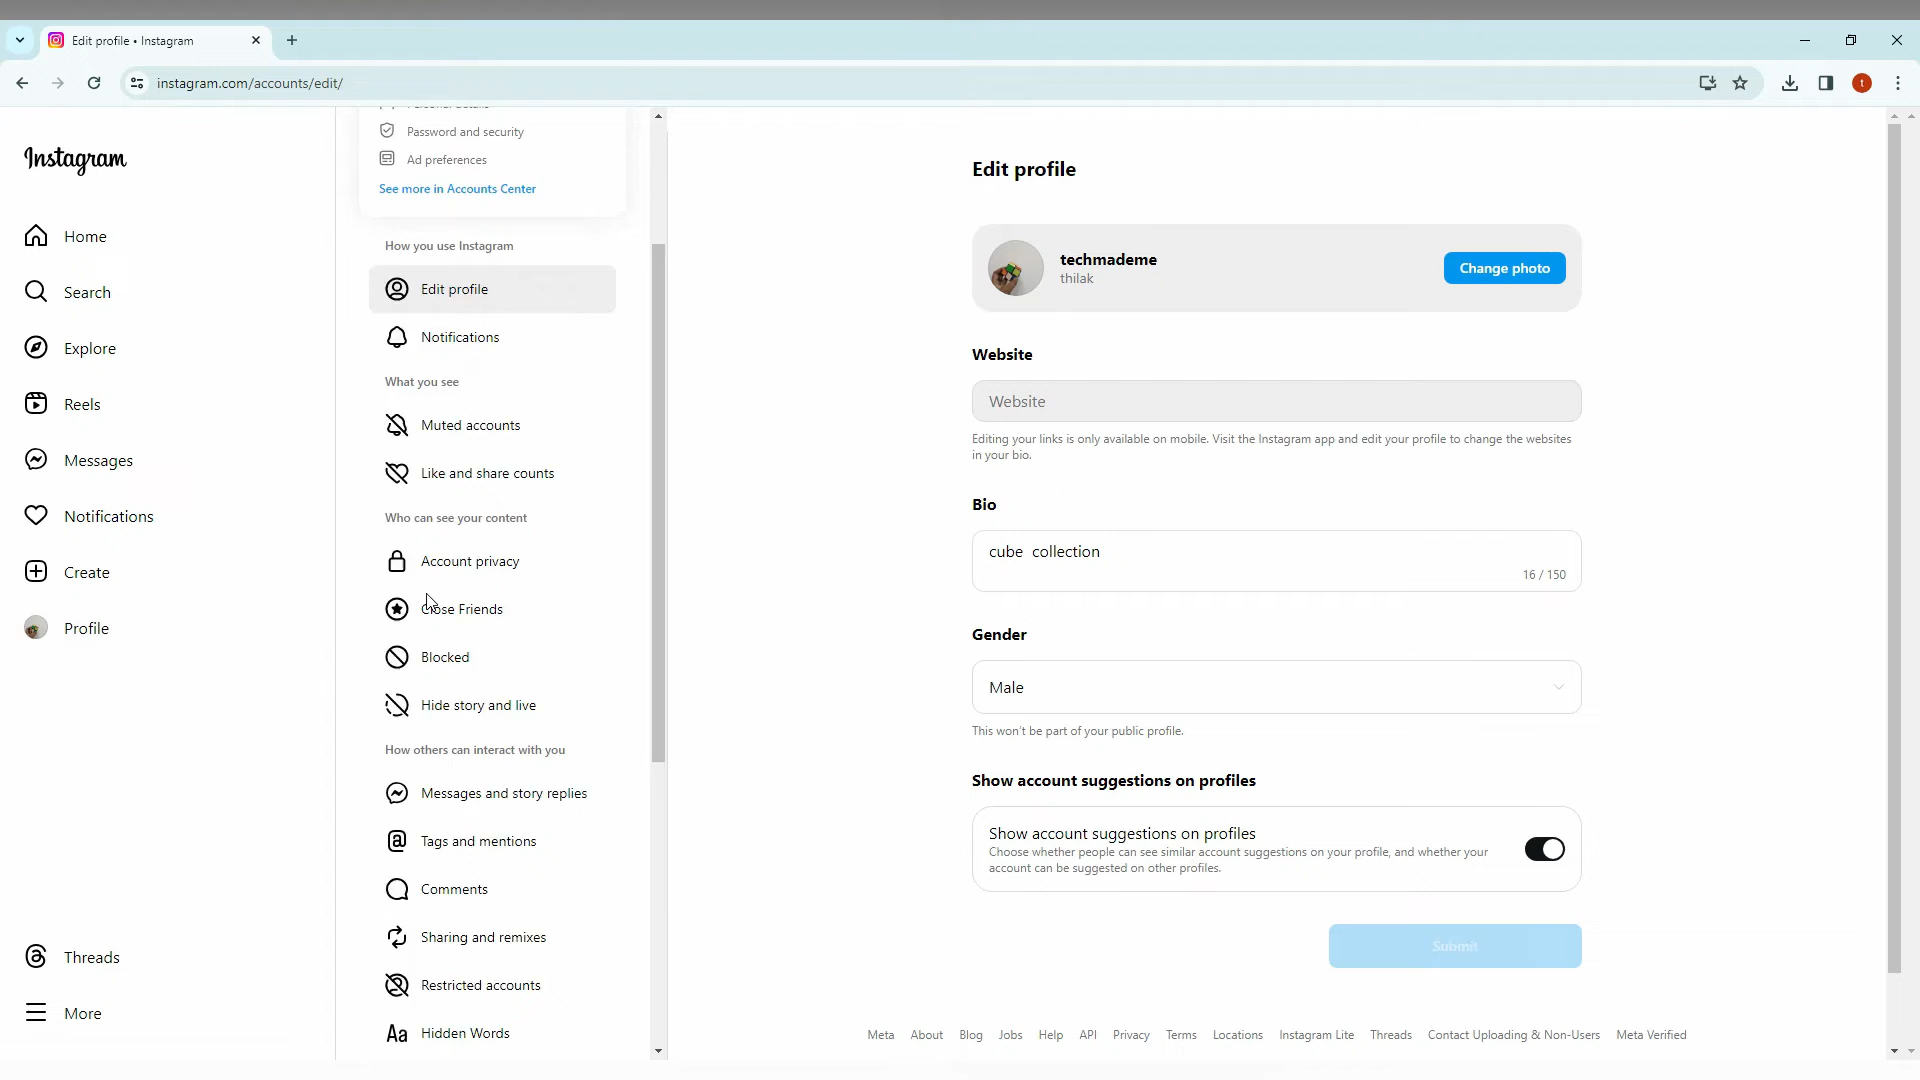 Edit profile • Instagram
instagram.com/accounts/edit/
t
Instagram
Home
Search
Explore
Reels
Messages
Notifications
Create
Profile
Threads
More
Personal details
Password and security
Ad preferences
See more in Accounts Center
How you use Instagram
Edit profile
Notifications
What you see
Muted accounts
Like and share counts
Who can see your content
Account privacy
Close Friends
Blocked
Hide story and live
How others can interact with you
Messages and story replies
Tags and mentions
Comments
Sharing and remixes
Restricted accounts
Aa Hidden Words
Edit profile
techmademe
thilak
Change photo
Website
Website
Editing your links is only available on mobile. Visit the Instagram app and edit your profile to change the websites
in your bio.
Bio
cube  collection
16 / 150
Gender
Male
This won't be part of your public profile.
Show account suggestions on profiles
Show account suggestions on profiles
Choose whether people can see similar account suggestions on your profile, and whether your
account can be suggested on other profiles.
Submit
Meta About Blog Jobs Help API Privacy Terms Locations Instagram Lite Threads Contact Uploading & Non-Users Meta Verified